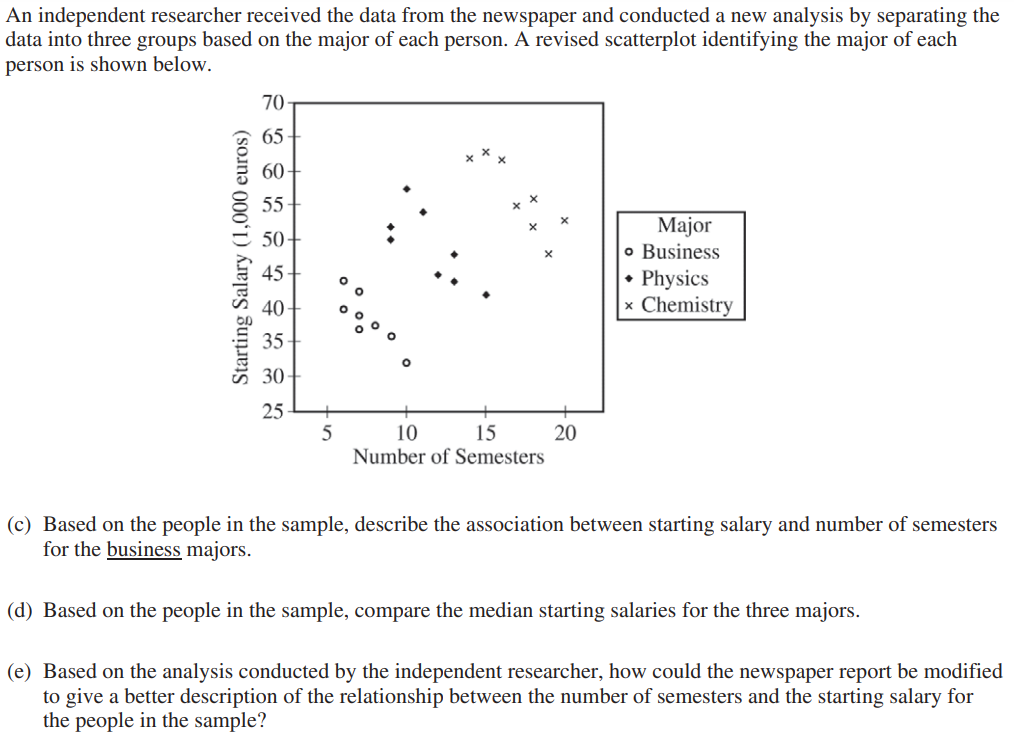 An independent researcher received the data from the newspaper and conducted a new analysis by separating the
data into three groups based on the major of each person. A revised scatterplot identifying the major of each
person is shown below.
70
65
60
55
50
45
40
35
30
25
Starting Salary (1,000 euros)
5 10 15 20
Number of Semesters
Major
Business
Physics
Chemistry
(c) Based on the people in the sample, describe the association between starting salary and number of semesters
for the business majors.
(d) Based on the people in the sample, compare the median starting salaries for the three majors.
(e) Based on the analysis conducted by the independent researcher, how could the newspaper report be modified
to give a better description of the relationship between the number of semesters and the starting salary for
the people in the sample?